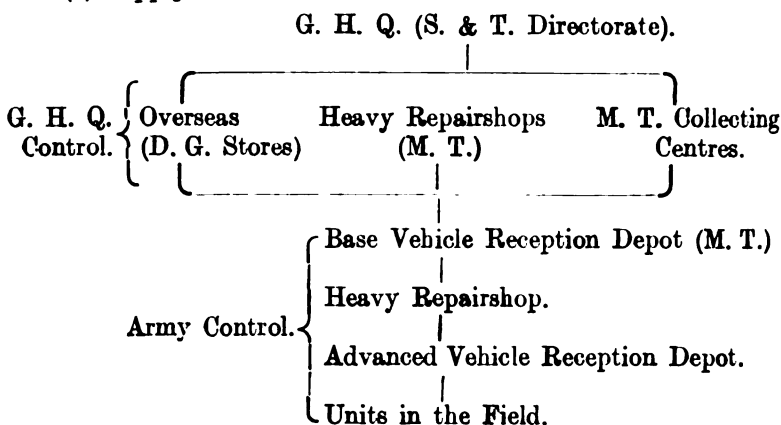 G. H. Q. (S. & T. Directorate).
G. H. Q. Control.
Overseas (D. G. Stores)
Heavy Repairshops (M. T.)
M. T. Collecting Centres.
Army Control.
Base Vehicle Reception Depot (M. T.)
Heavy Repairshop.
Advanced Vehicle Reception Depot.
Units in the Field.